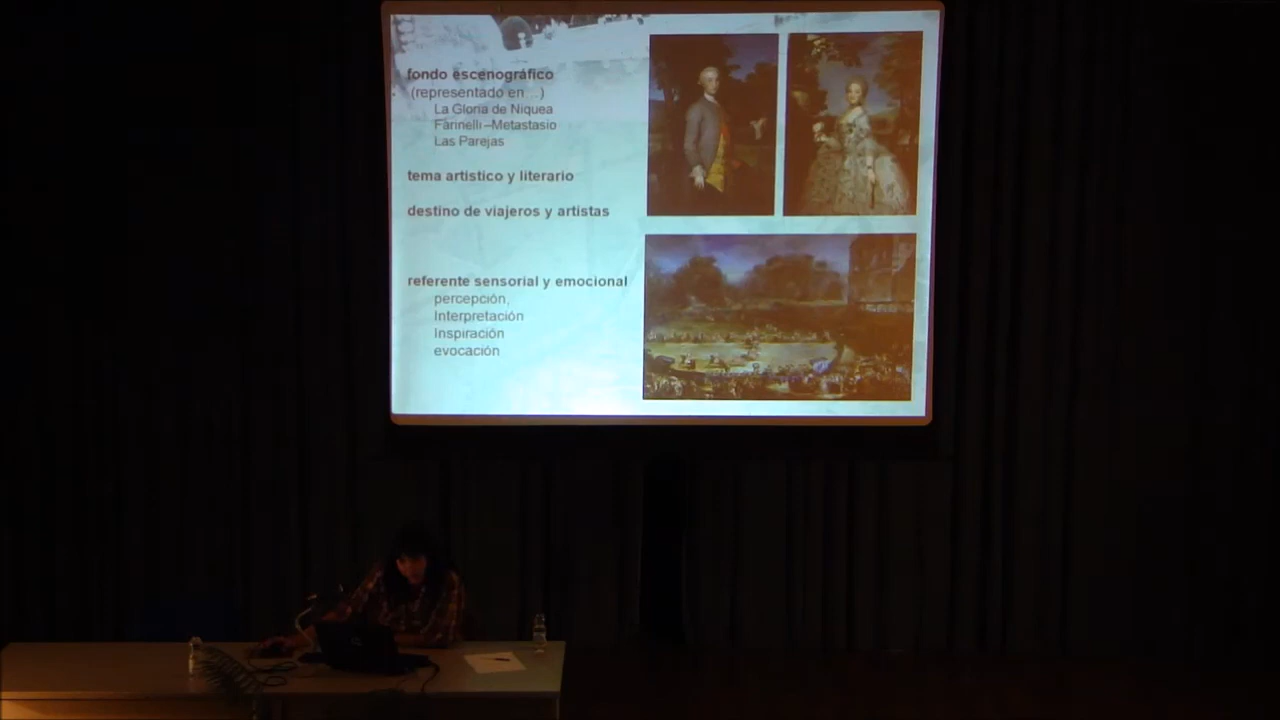 fondo escenográfico
(representado en…)
La Gloria de Niquea
Farinelli –Metastasio
Las Parejas
tema artístico y literario
destino de viajeros y artistas
referente sensorial y emocional
percepción,
Interpretación
Inspiración
evocación